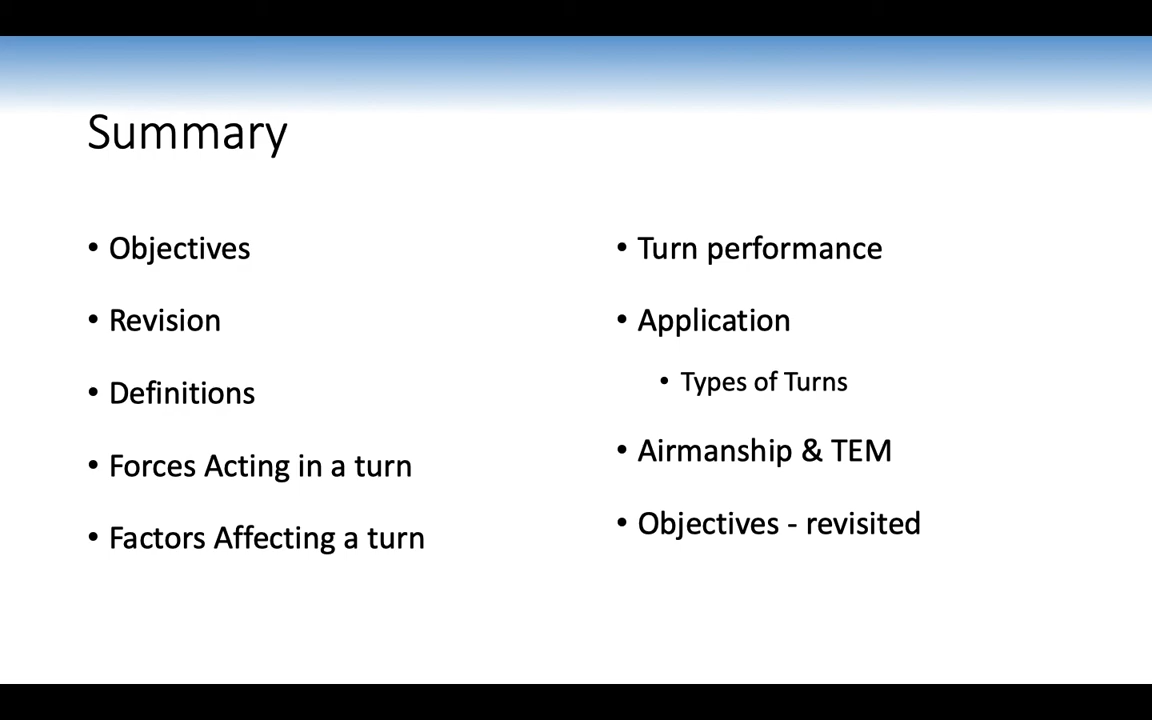 Summary
• Objectives
• Revision
• Definitions
• Forces Acting in a turn
• Factors Affecting a turn
• Turn performance
• Application
• Types of Turns
• Airmanship & TEM
• Objectives - revisited